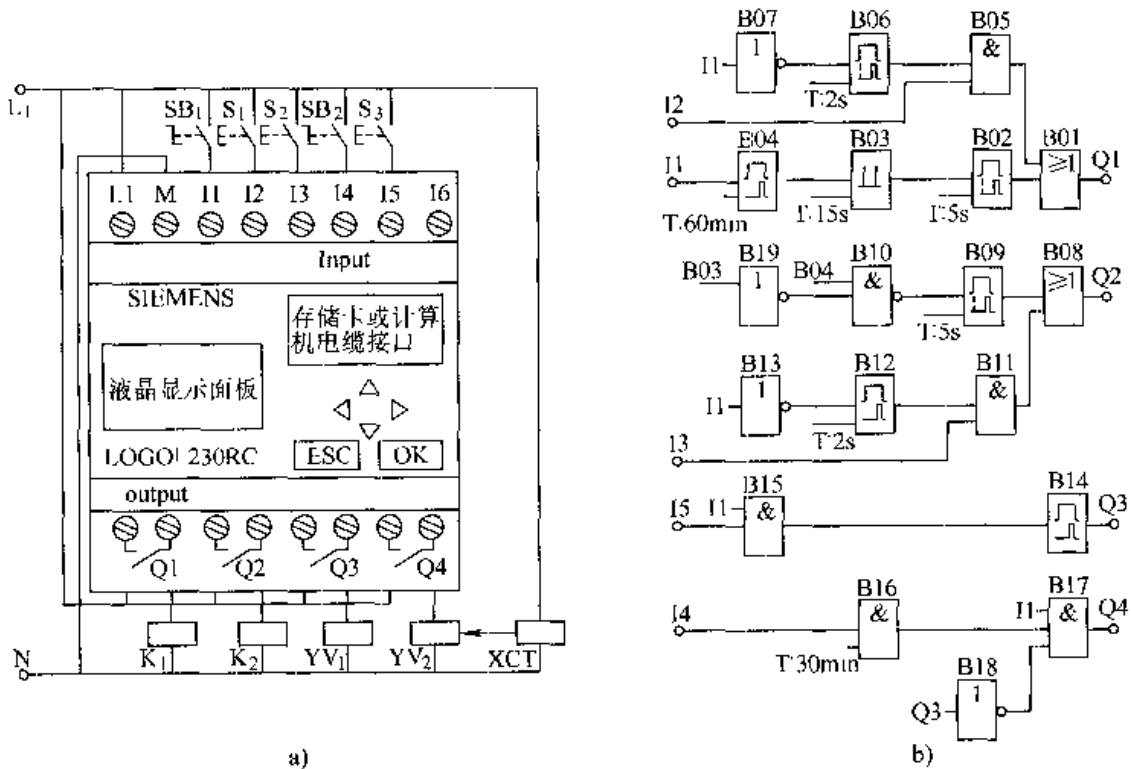 L₁
SB₁ S₁ S₂ SB₂ S₃
L1 M I1 I2 I3 I4 I5 I6
Input
SIEMENS
存储卡或计算
机电缆接口
液晶显示面板
LOGO! 230RC
ESC OK
output
Q1 Q2 Q3 Q4
N
K₁ K₂ YV₁ YV₂ XCT
a)
B07 B06 B05
1 &
I1
T:2s
I2
I1 B04 B03 B02 B01 Q1
≥1
T:60min T:15s T:5s
B19 B10 B09 B08
B03 1 B04 & ≥1 Q2
T:5s
B13 B12 B11
1 &
I1
T:2s
I3
B15 B14
I5 I1 & Q3
B16 B17
I4 & I1 & Q4
T:30min
B18
Q3 1
b)